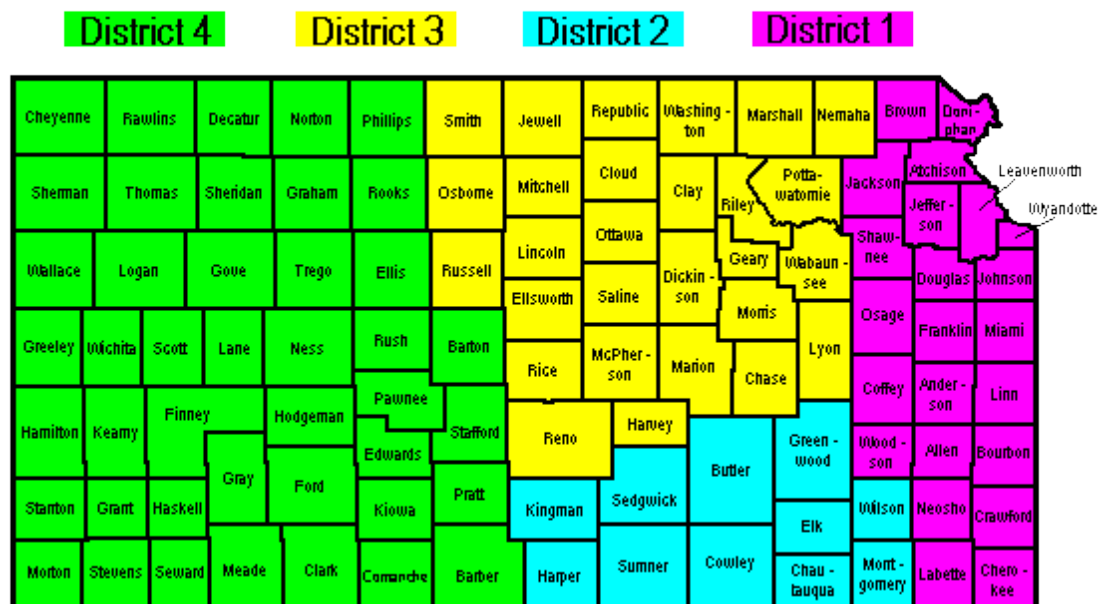 District 4 District 3 District 2 District 1
Cheyenne Rawlins Decatur Norton Phillips Smith Jewell Republic Washing - Marshall Nemaha Brown Doni -
ton phan
Sherman Thomas Sheridan Graham Rooks Osborne Mitchell Cloud Clay Riley Potta -
watomie Jackson Atchison Leavenworth
Jeffer -
son Wyandotte
Wallace Logan Gove Trego Ellis Russell Lincoln Ottawa Dickin -
son Geary Wabaun -
see Shaw -
nee Douglas Johnson
Ellsworth Saline Morris Osage
Greeley Wichita Scott Lane Ness Rush Barton Rice McPher -
son Marion Chase Lyon Franklin Miami
Coffey Ander -
son Linn
Hamilton Kearny Finney Hodgeman Pawnee Stafford Reno Harvey Butler Green -
wood Wood -
son Allen Bourbon
Edwards
Gray Ford
Stanton Grant Haskell Kiowa Pratt Kingman Sedgwick Elk Wilson Neosho Crawford
Morton Stevens Seward Meade Clark Comanche Barber Harper Sumner Cowley Chau -
tauqua Mont -
gomery Labette Chero -
kee